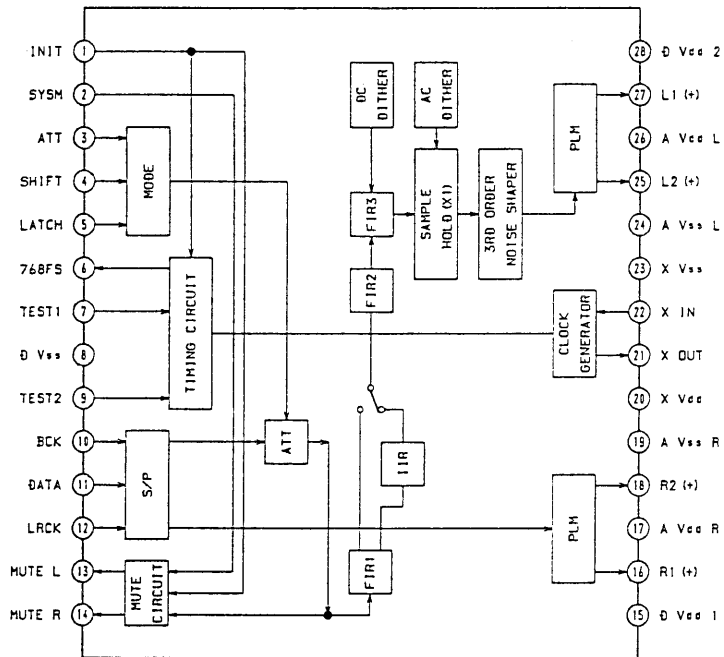 INIT
1
SYSM
2
ATT
3
SHIFT
4
LATCH
5
768FS
6
TEST1
7
Ð Vss
8
TEST2
9
BCK
10
ÐATA
11
LRCK
12
MUTE L
13
MUTE R
14
MODE
TIMING CIRCUIT
S/P
MUTE
CIRCUIT
ATT
DC
DITHER
AC
DITHER
FIR3
SAMPLE
HOLD (X1)
3RD ORDER
NOISE SHAPER
PLM
FIR2
CLOCK
GENERATOR
IIR
FIR1
PLM
28
Ð Vdd 2
27
L1 (+)
26
A Vdd L
25
L2 (+)
24
A Vss L
23
X Vss
22
X IN
21
X OUT
20
X Vdd
19
A Vss R
18
R2 (+)
17
A Vdd R
16
R1 (+)
15
Ð Vdd 1